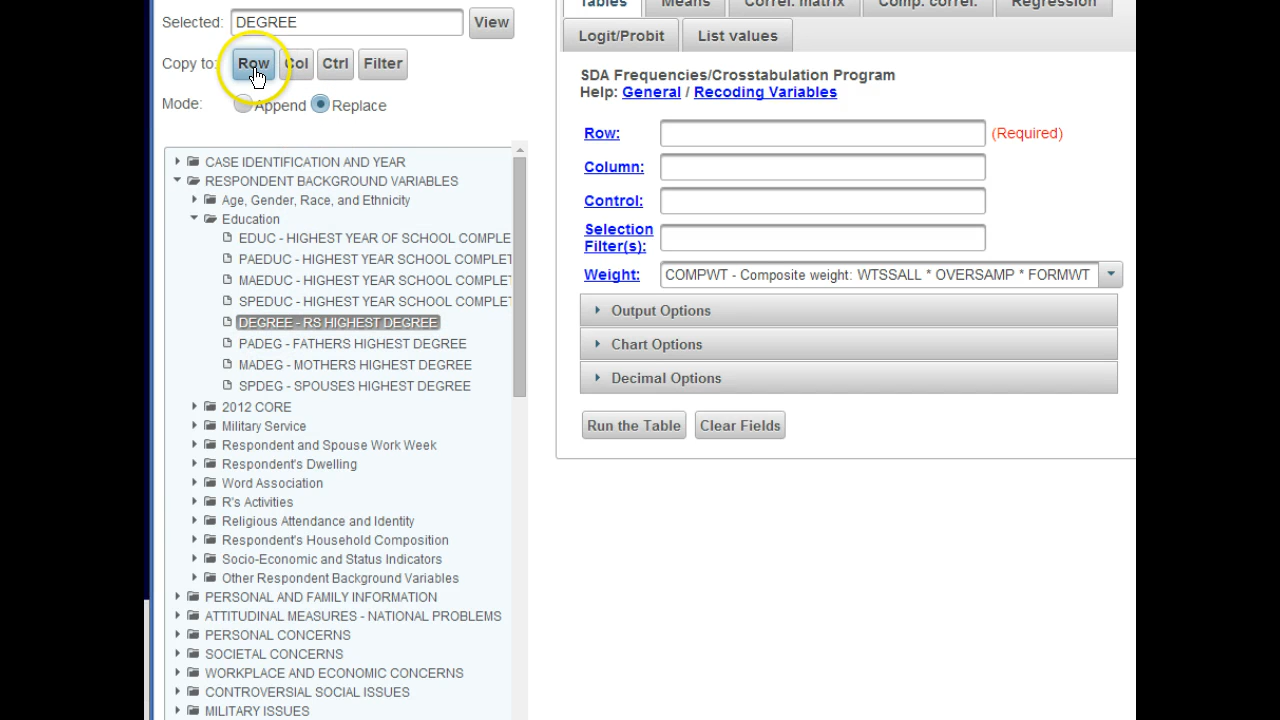 Selected: DEGREE View
Copy to: Row Col Ctrl Filter
Mode: Append Replace
CASE IDENTIFICATION AND YEAR
RESPONDENT BACKGROUND VARIABLES
Age, Gender, Race, and Ethnicity
Education
EDUC - HIGHEST YEAR OF SCHOOL COMPLE
PAEDUC - HIGHEST YEAR SCHOOL COMPLET
MAEDUC - HIGHEST YEAR SCHOOL COMPLET
SPEDUC - HIGHEST YEAR SCHOOL COMPLET
DEGREE - RS HIGHEST DEGREE
PADEG - FATHERS HIGHEST DEGREE
MADEG - MOTHERS HIGHEST DEGREE
SPDEG - SPOUSES HIGHEST DEGREE
2012 CORE
Military Service
Respondent and Spouse Work Week
Respondent's Dwelling
Word Association
R's Activities
Religious Attendance and Identity
Respondent's Household Composition
Socio-Economic and Status Indicators
Other Respondent Background Variables
PERSONAL AND FAMILY INFORMATION
ATTITUDINAL MEASURES - NATIONAL PROBLEMS
PERSONAL CONCERNS
SOCIETAL CONCERNS
WORKPLACE AND ECONOMIC CONCERNS
CONTROVERSIAL SOCIAL ISSUES
MILITARY ISSUES
Tables Means Correl. matrix Comp. correl. Regression
Logit/Probit List values
SDA Frequencies/Crosstabulation Program
Help: General / Recoding Variables
Row: (Required)
Column:
Control:
Selection
Filter(s):
Weight: COMPWT - Composite weight: WTSSALL * OVERSAMP * FORMWT
Output Options
Chart Options
Decimal Options
Run the Table Clear Fields